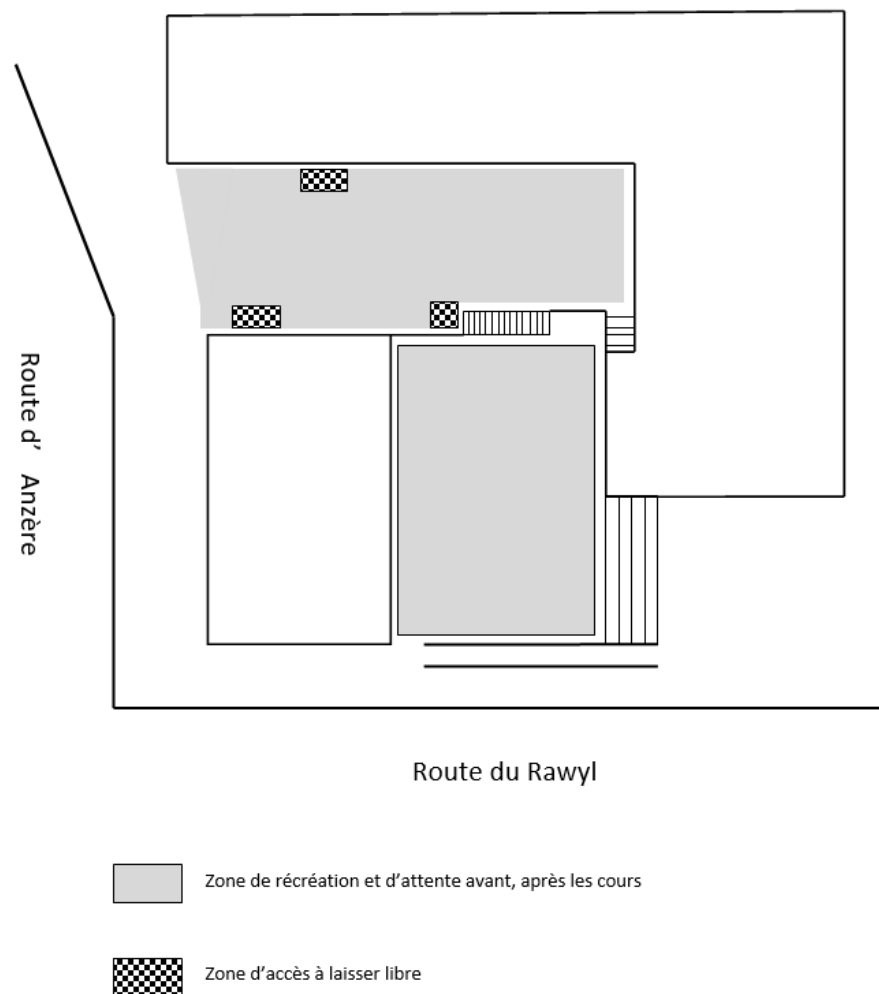 Route d' Anzère
Route du Rawyl
Zone de récréation et d'attente avant, après les cours
Zone d'accès à laisser libre